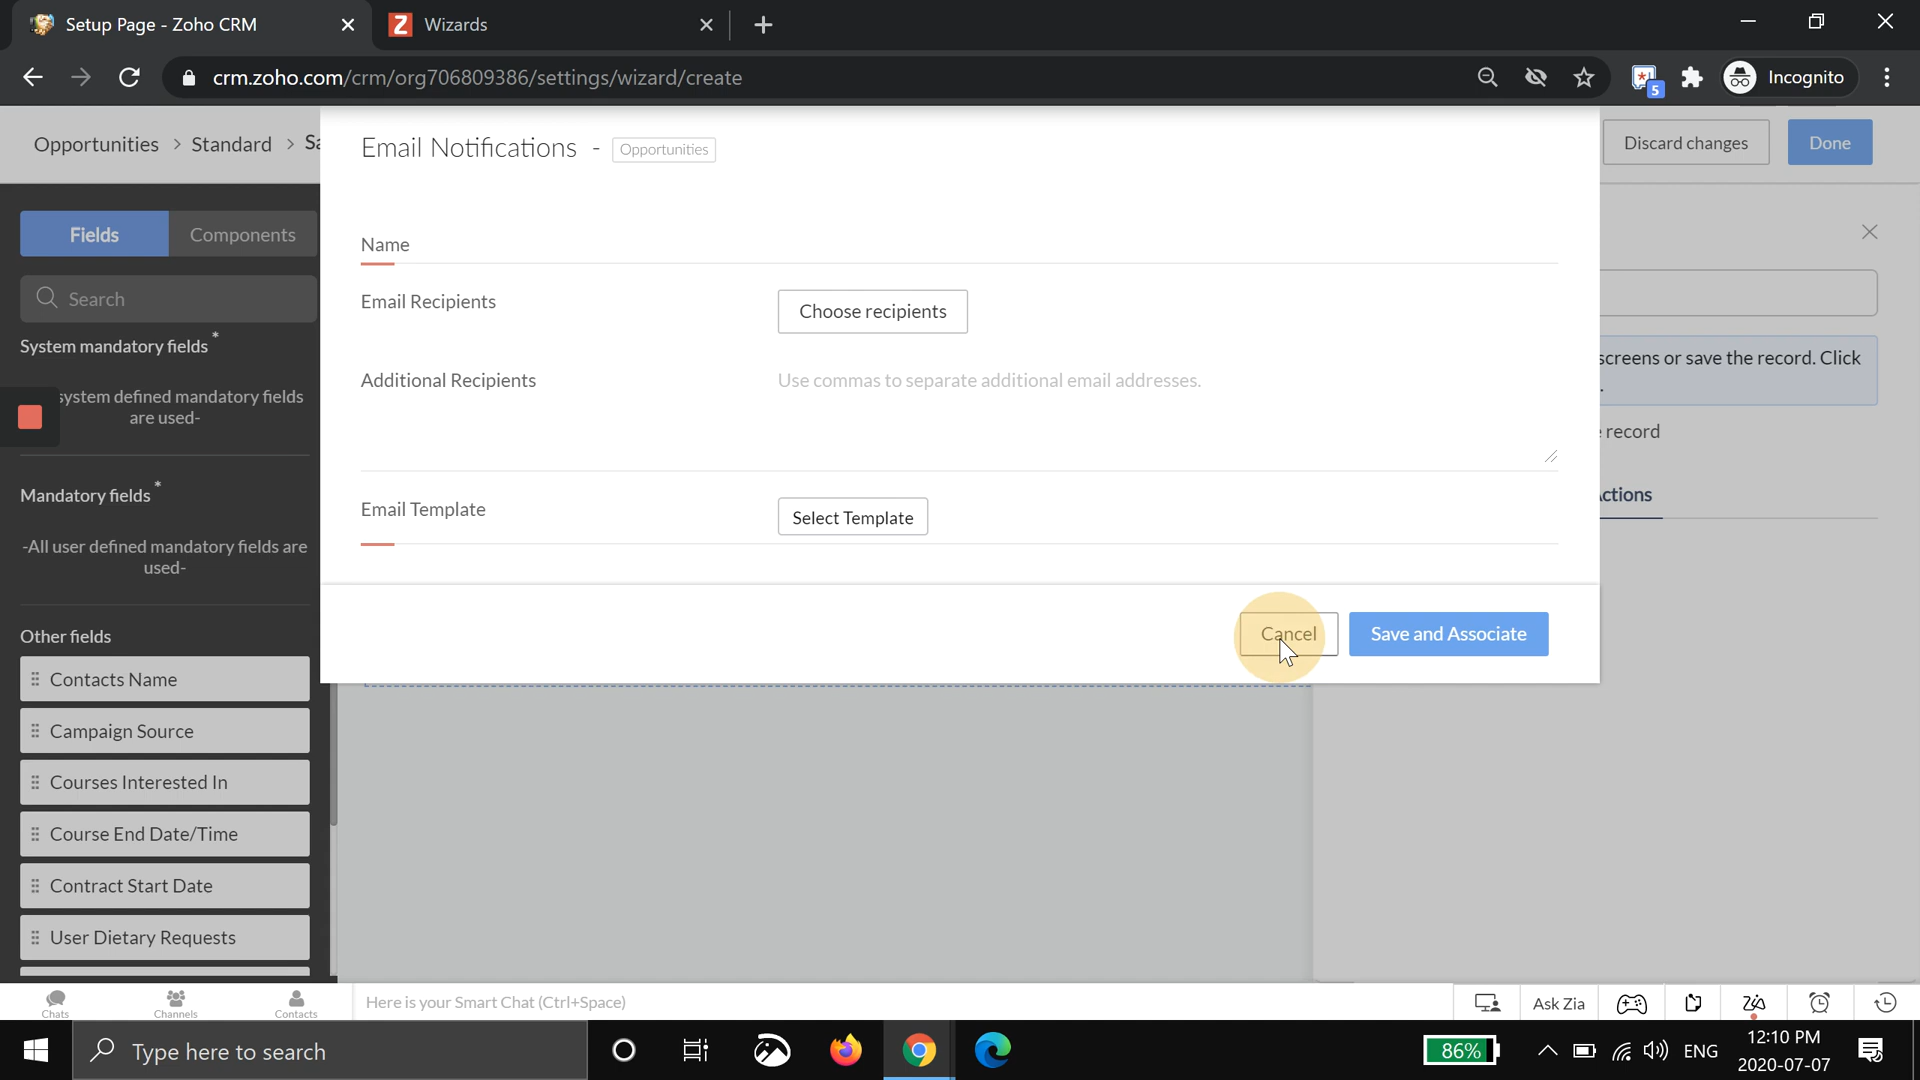 Setup Page - Zoho CRM
Wizards
crm.zoho.com/crm/org706809386/settings/wizard/create
5
Incognito
Opportunities > Standard > Sa
Email Notifications - Opportunities
Discard changes
Done
Fields
Components
Search
System mandatory fields *
system defined mandatory fields
are used-
Mandatory fields *
-All user defined mandatory fields are
used-
Other fields
Contacts Name
Campaign Source
Courses Interested In
Course End Date/Time
Contract Start Date
User Dietary Requests
Name
Email Recipients
Choose recipients
Additional Recipients
Use commas to separate additional email addresses.
Email Template
Select Template
Cancel
Save and Associate
screens or save the record. Click
.
record
ctions
Chats
Channels
Contacts
Here is your Smart Chat (Ctrl+Space)
Ask Zia
Type here to search
86%
ENG
12:10 PM
2020-07-07